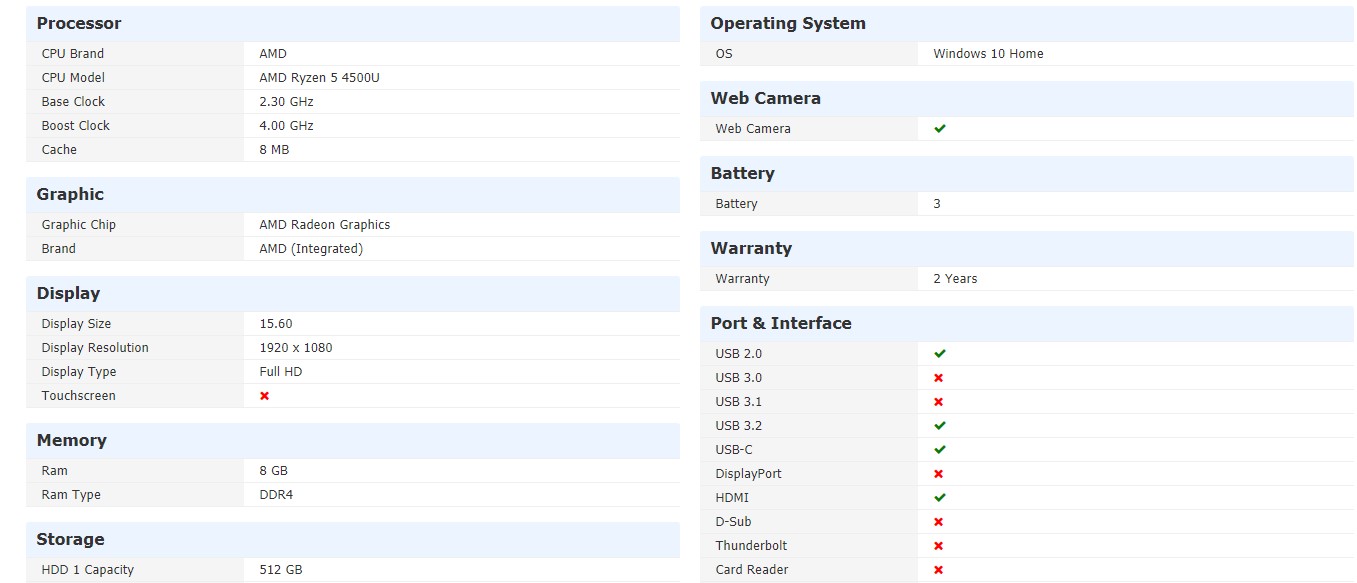 Processor
CPU Brand AMD
CPU Model AMD Ryzen 5 4500U
Base Clock 2.30 GHz
Boost Clock 4.00 GHz
Cache 8 MB
Graphic
Graphic Chip AMD Radeon Graphics
Brand AMD (Integrated)
Display
Display Size 15.60
Display Resolution 1920 x 1080
Display Type Full HD
Touchscreen
Memory
Ram 8 GB
Ram Type DDR4
Storage
HDD 1 Capacity 512 GB
Operating System
OS Windows 10 Home
Web Camera
Web Camera
Battery
Battery 3
Warranty
Warranty 2 Years
Port & Interface
USB 2.0
USB 3.0
USB 3.1
USB 3.2
USB-C
DisplayPort
HDMI
D-Sub
Thunderbolt
Card Reader